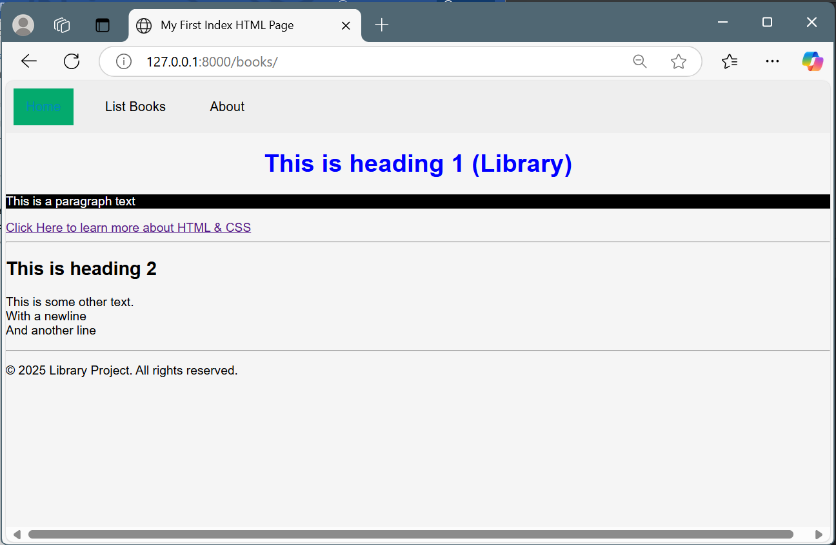 My First Index HTML Page
127.0.0.1:8000/books/
Home List Books About
This is heading 1 (Library)
This is a paragraph text
Click Here to learn more about HTML & CSS
This is heading 2
This is some other text.
With a newline
And another line
© 2025 Library Project. All rights reserved.